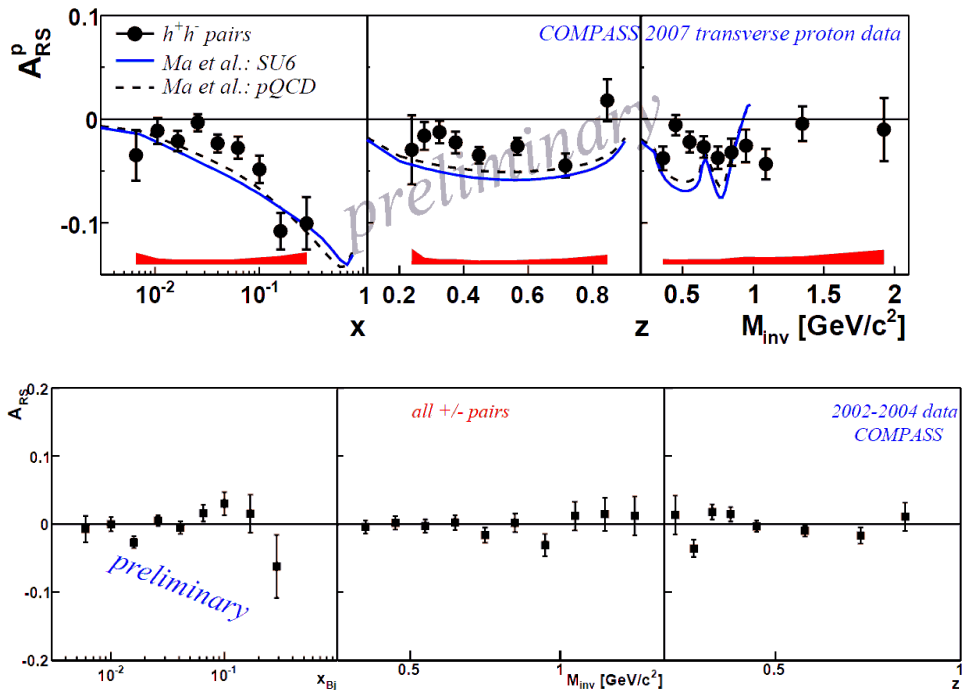 0.1
A^p_RS
h⁺h⁻ pairs
Ma et al.: SU6
Ma et al.: pQCD
COMPASS 2007 transverse proton data
preliminary
0
-0.1
10⁻² 10⁻¹ 1 0.2 0.4 0.6 0.8 0.5 1 1.5 2
x z M_inv [GeV/c²]
0.2
A_RS
all +/- pairs
2002-2004 data
COMPASS
0.1
0
preliminary
-0.1
-0.2
10⁻² 10⁻¹ x_Bj 0.5 1 M_inv [GeV/c²] 0.5 z